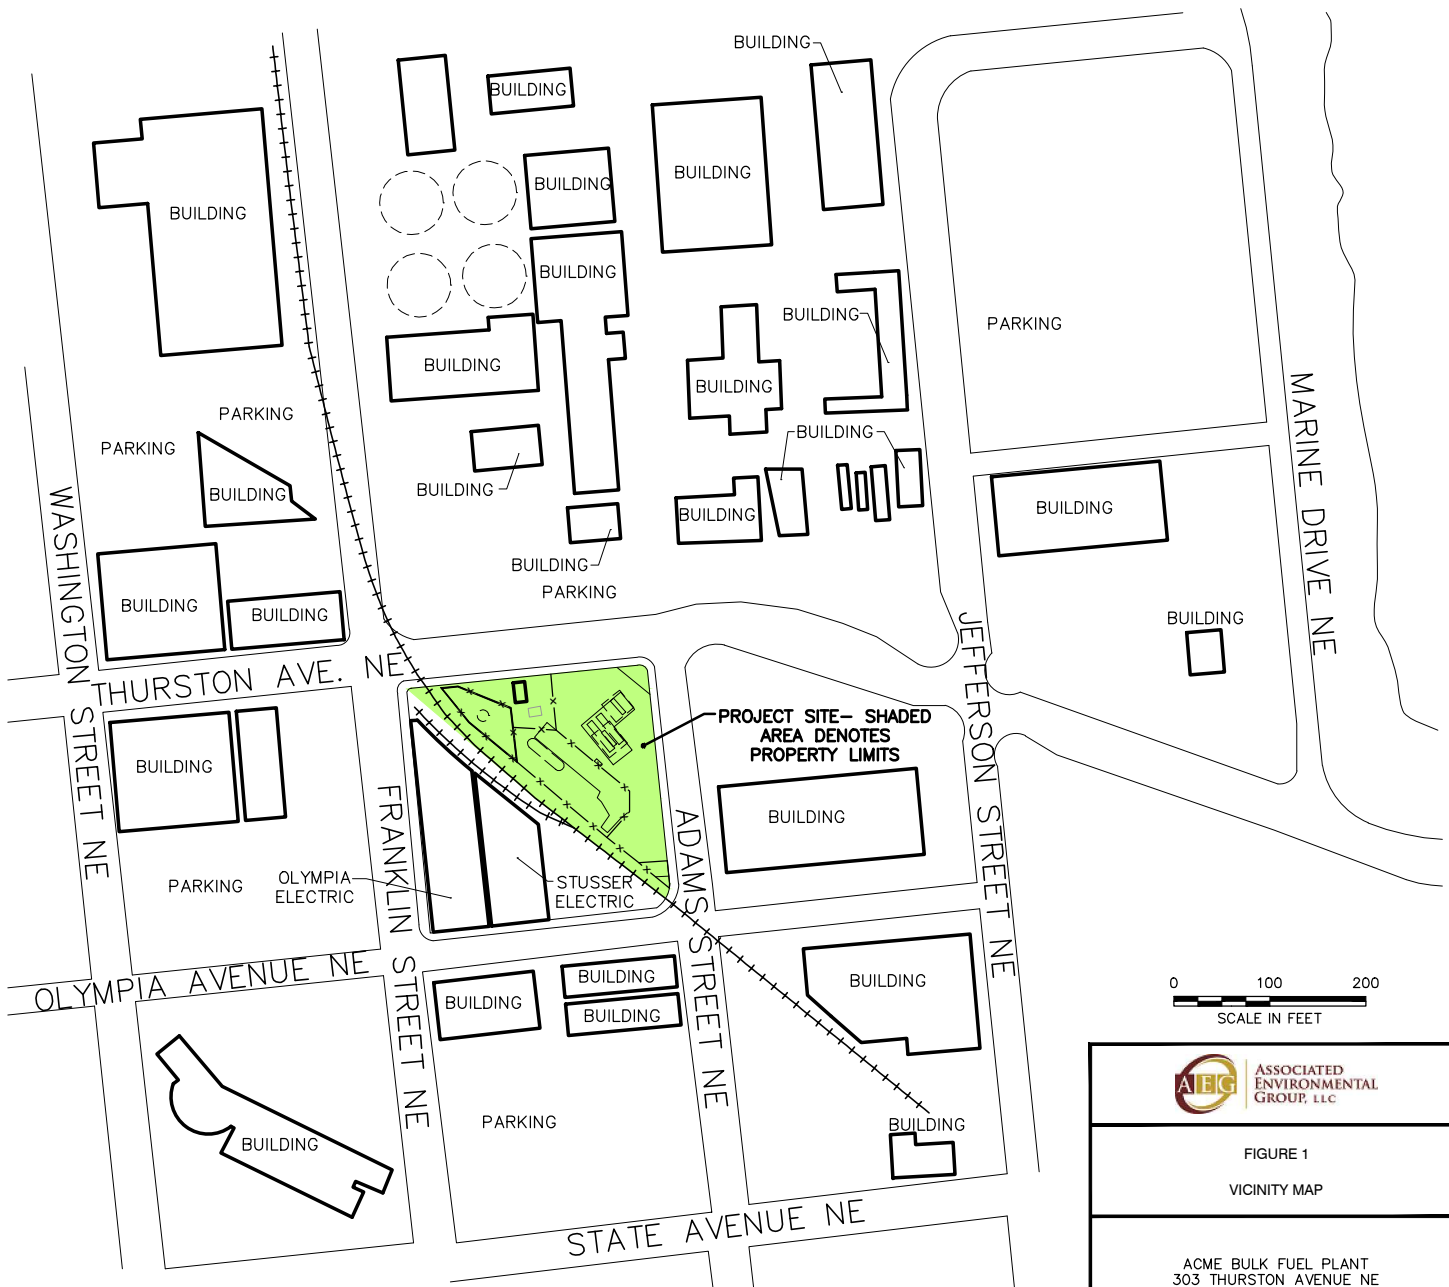 BUILDING
BUILDING
BUILDING
BUILDING
BUILDING
BUILDING
BUILDING
BUILDING
PARKING
BUILDING
BUILDING
PARKING
PARKING
BUILDING
BUILDING
BUILDING
BUILDING
BUILDING
BUILDING
BUILDING
PARKING
BUILDING
BUILDING
BUILDING
WASHINGTON STREET NE
THURSTON AVE. NE
MARINE DRIVE NE
JEFFERSON STREET NE
PROJECT SITE– SHADED
AREA DENOTES
PROPERTY LIMITS
BUILDING
BUILDING
FRANKLIN STREET NE
ADAMS STREET NE
PARKING
OLYMPIA
ELECTRIC
STUSSER
ELECTRIC
OLYMPIA AVENUE NE
BUILDING
BUILDING
BUILDING
BUILDING
PARKING
BUILDING
BUILDING
STATE AVENUE NE
0 100 200
SCALE IN FEET
AEG
ASSOCIATED
ENVIRONMENTAL
GROUP, LLC
FIGURE 1
VICINITY MAP
ACME BULK FUEL PLANT
303 THURSTON AVENUE NE